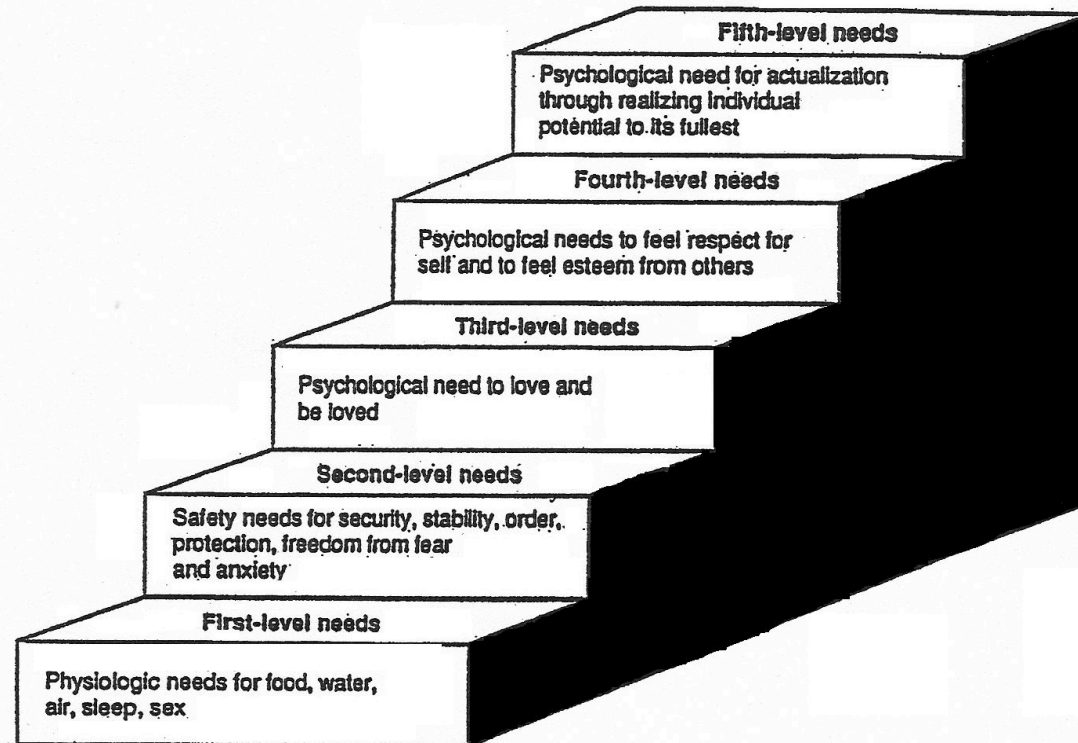 Fifth-level needs
Psychological need for actualization
through realizing individual
potential to its fullest
Fourth-level needs
Psychological needs to feel respect for
self and to feel esteem from others
Third-level needs
Psychological need to love and
be loved
Second-level needs
Safety needs for security, stability, order,
protection, freedom from fear
and anxiety
First-level needs
Physiologic needs for food, water,
air, sleep, sex